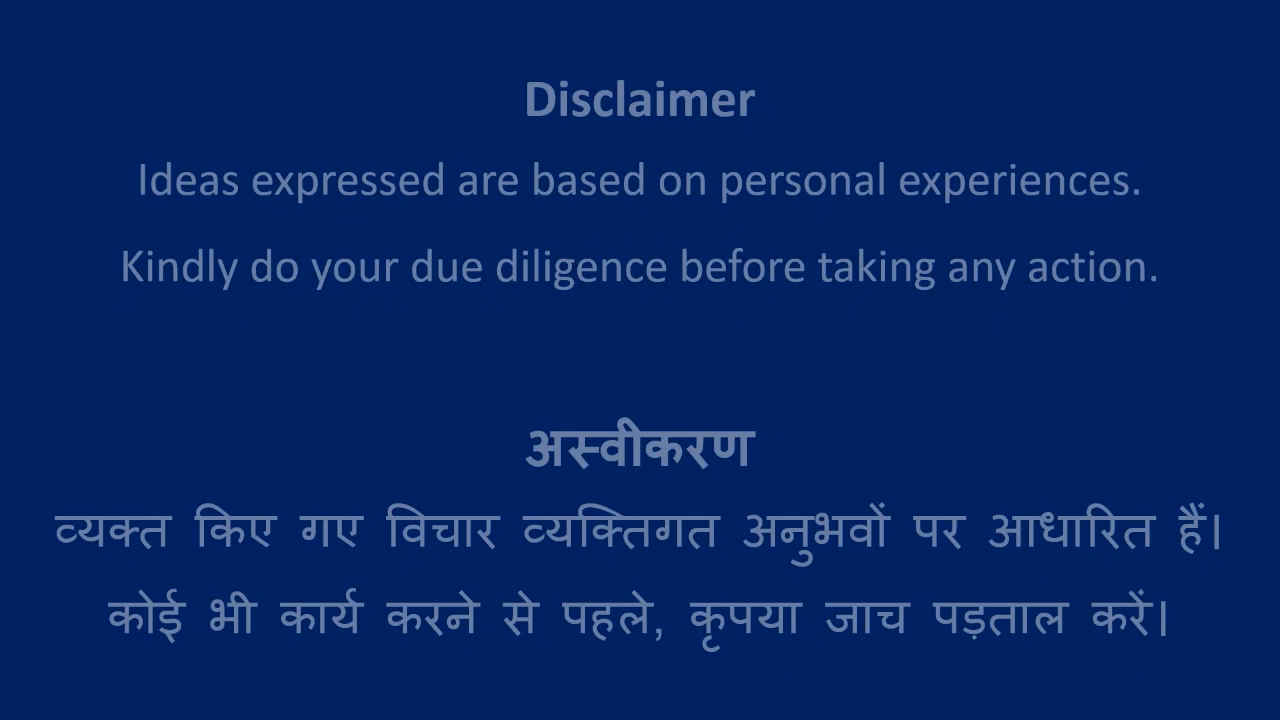 Disclaimer
Ideas expressed are based on personal experiences.
Kindly do your due diligence before taking any action.
अस्वीकरण
व्यक्त किए गए विचार व्यक्तिगत अनुभवों पर आधारित हैं।
कोई भी कार्य करने से पहले, कृपया जाच पड़ताल करें।